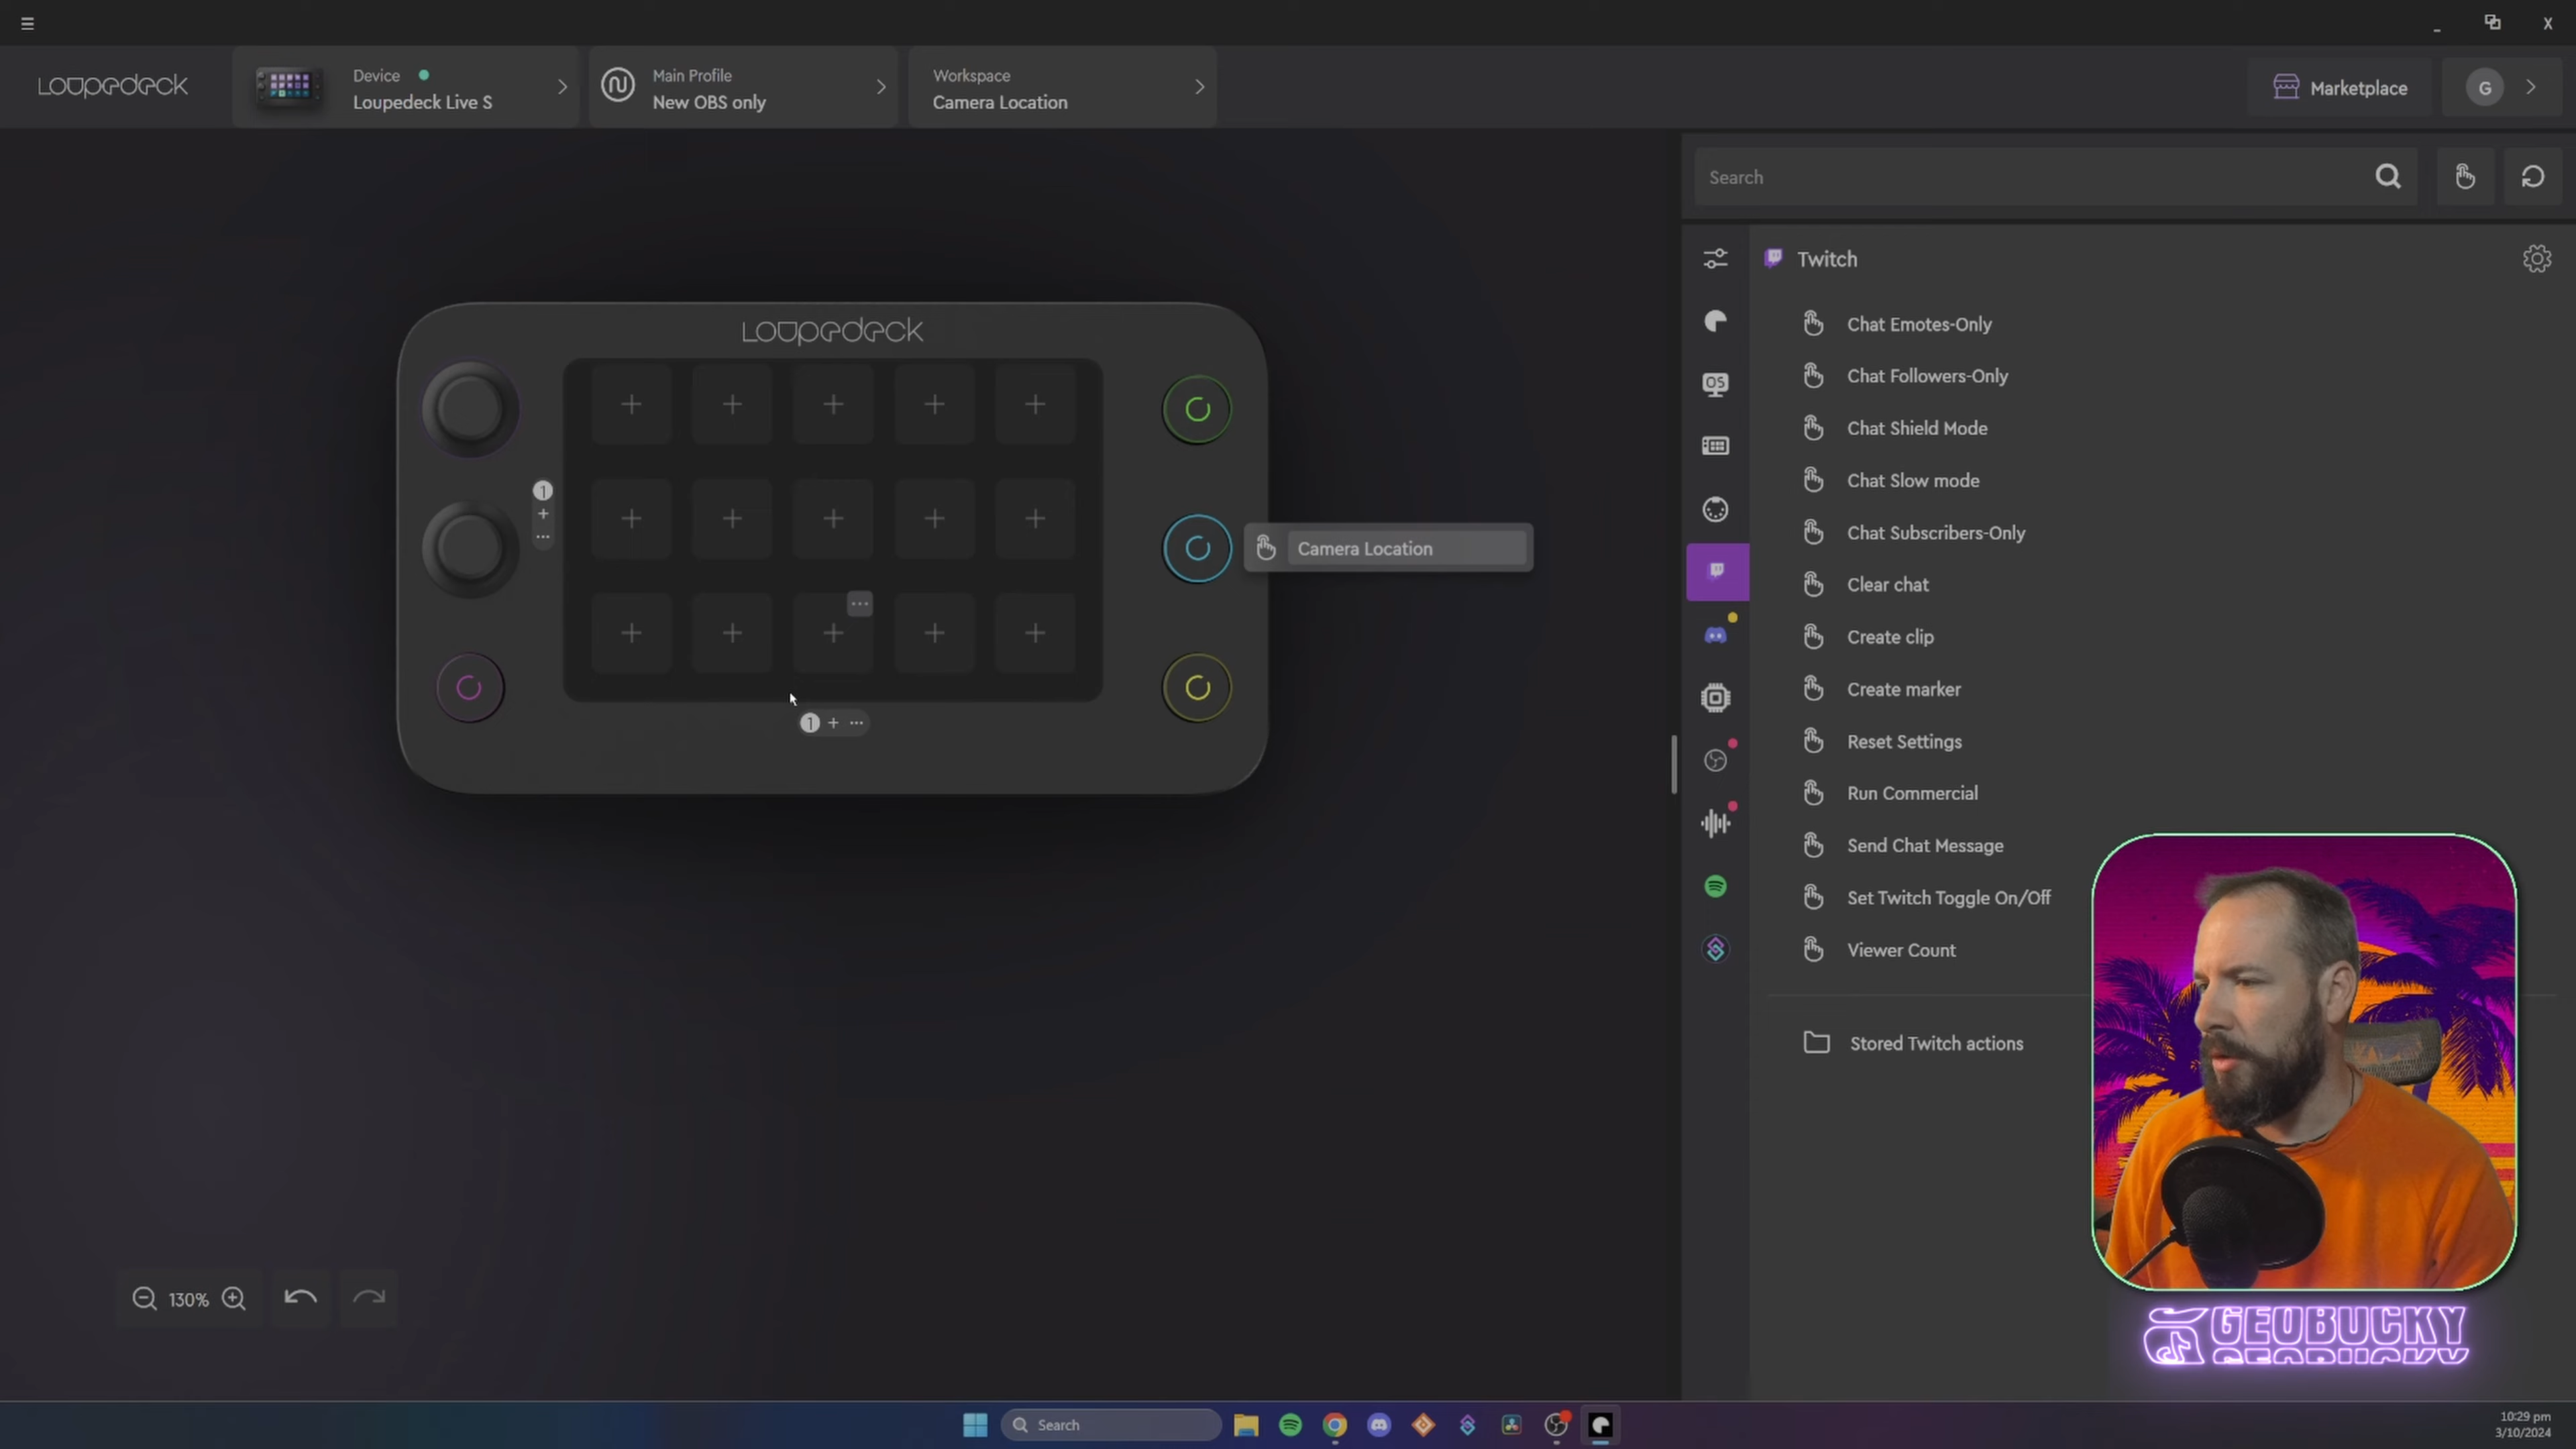 LOUPEDECK
Device
Loupedeck Live S
Main Profile
New OBS only
Workspace
Camera Location
Marketplace
G
Search
LOUPEDECK
1
1
Camera Location
OS
Twitch
Chat Emotes-Only
Chat Followers-Only
Chat Shield Mode
Chat Slow mode
Chat Subscribers-Only
Clear chat
Create clip
Create marker
Reset Settings
Run Commercial
Send Chat Message
Set Twitch Toggle On/Off
Viewer Count
Stored Twitch actions
130%
GEOBUCKY
Search
10:29 pm
3/10/2024